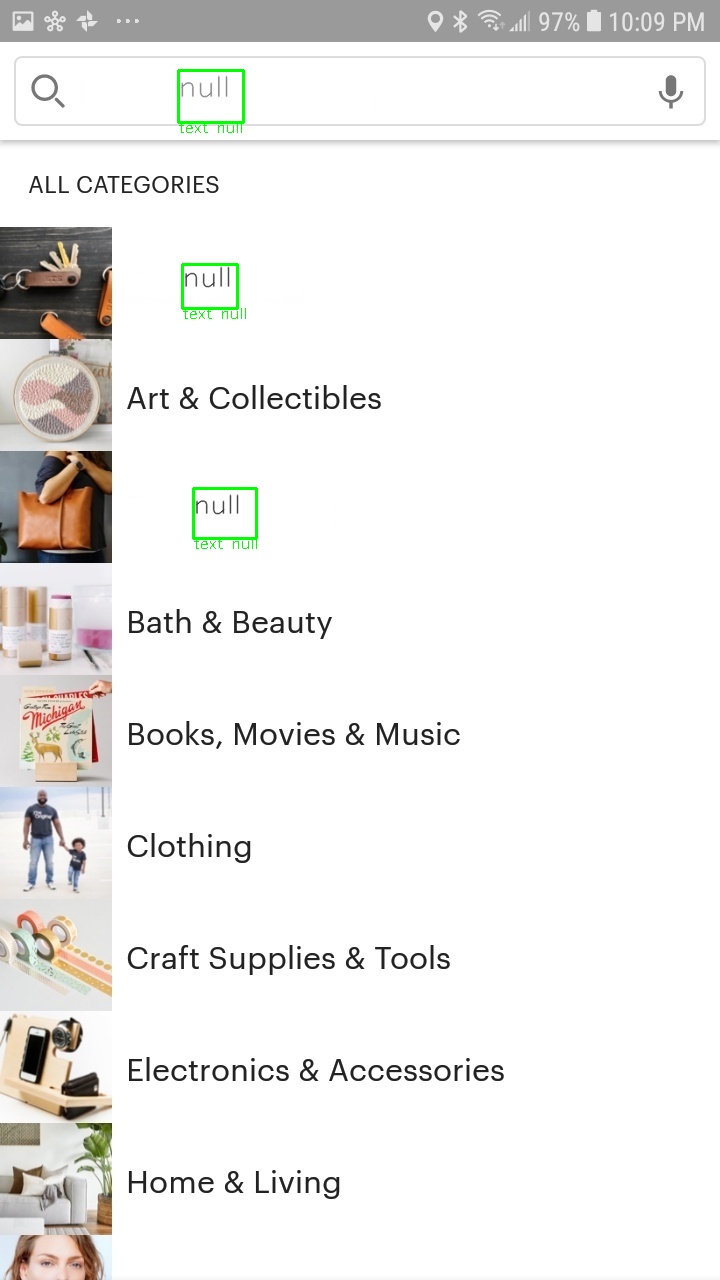 97% 10:09 PM
null
text null
ALL CATEGORIES
null
text null
Art & Collectibles
null
text null
Bath & Beauty
Michigan
Books, Movies & Music
Clothing
Craft Supplies & Tools
Electronics & Accessories
Home & Living